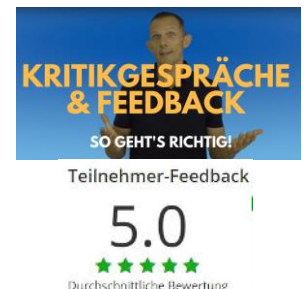 KRITIKGESPRÄCHE
& FEEDBACK
SO GEHT'S RICHTIG!
Teilnehmer-Feedback
5.0
Durchschnittliche Bewertung